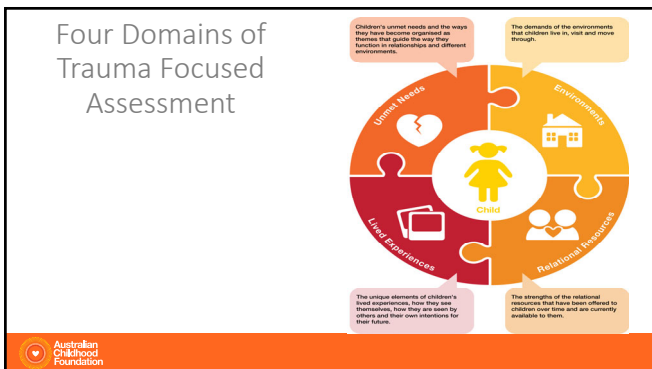 Four Domains of
Trauma Focused
Assessment
Children's unmet needs and the ways
they have become organised as
themes that guide the way they
function in relationships and different
environments.
The demands of the environments
that children live in, visit and move
through.
Unmet Needs
Environments
Child
Lived Experiences
Relational Resources
The unique elements of children's
lived experiences, how they see
themselves, how they are seen by
others and their own intentions for
their future.
The strengths of the relational
resources that have been offered to
children over time and are currently
available to them.
Australian
Childhood
Foundation